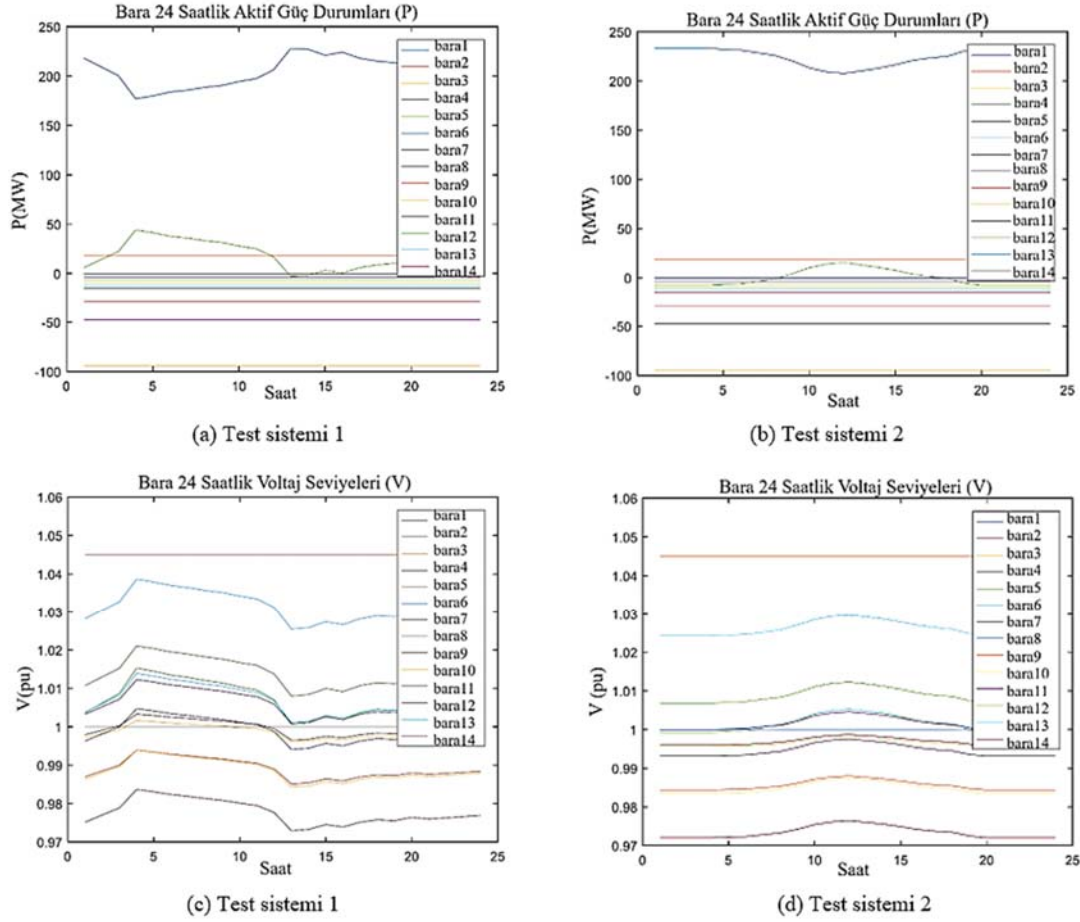 Bara 24 Saatlik Aktif Güç Durumları (P)
250
200
150
100
50
0
-50
-100
P(MW)
0
5
10
15
20
25
Saat
bara1
bara2
bara3
bara4
bara5
bara6
bara7
bara8
bara9
bara10
bara11
bara12
bara13
bara14
(a) Test sistemi 1
Bara 24 Saatlik Aktif Güç Durumları (P)
250
200
150
100
50
0
-50
-100
P(MW)
0
5
10
15
20
25
Saat
bara1
bara2
bara3
bara4
bara5
bara6
bara7
bara8
bara9
bara10
bara11
bara12
bara13
bara14
(b) Test sistemi 2
Bara 24 Saatlik Voltaj Seviyeleri (V)
1.06
1.05
1.04
1.03
1.02
1.01
1
0.99
0.98
0.97
V(pu)
0
5
10
15
20
25
Saat
bara1
bara2
bara3
bara4
bara5
bara6
bara7
bara8
bara9
bara10
bara11
bara12
bara13
bara14
(c) Test sistemi 1
Bara 24 Saatlik Voltaj Seviyeleri (V)
1.06
1.05
1.04
1.03
1.02
1.01
1
0.99
0.98
0.97
V (pu)
0
5
10
15
20
25
Saat
bara1
bara2
bara3
bara4
bara5
bara6
bara7
bara8
bara9
bara10
bara11
bara12
bara13
bara14
(d) Test sistemi 2